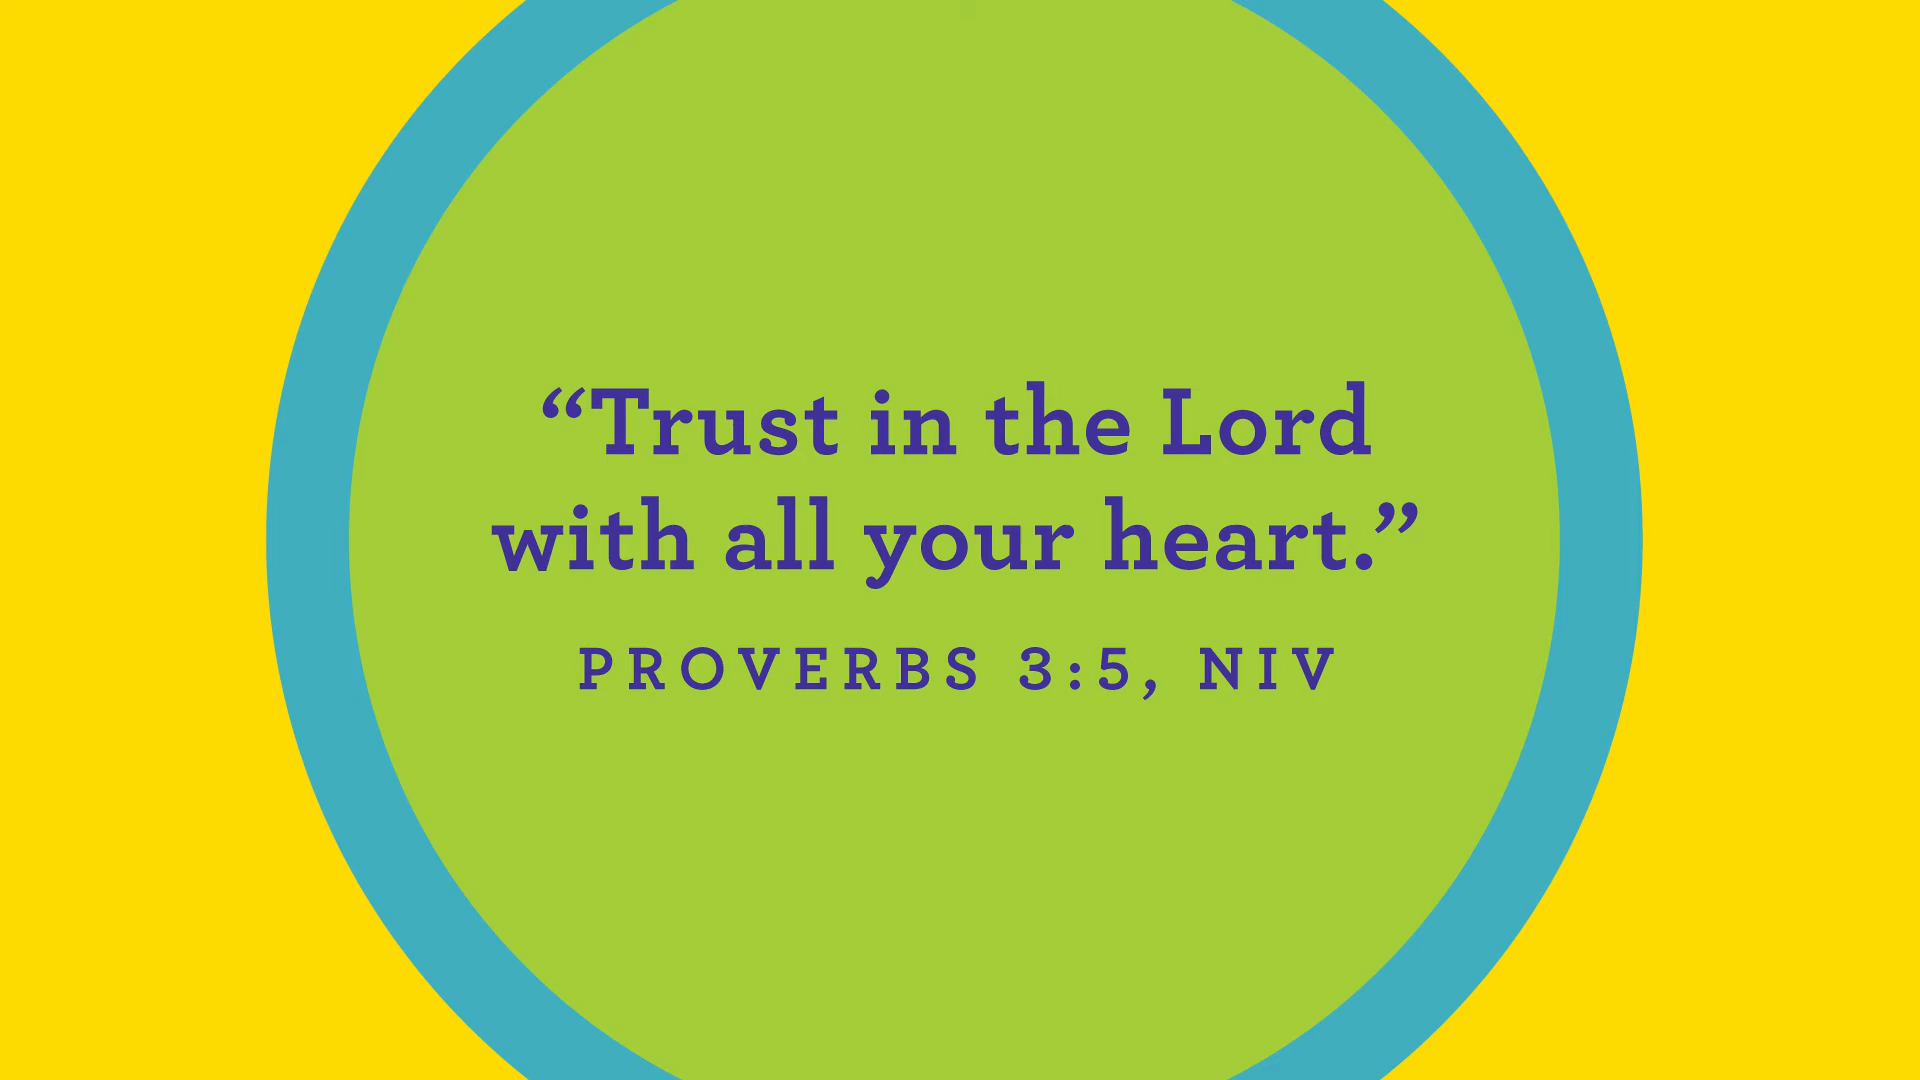 “Trust in the Lord
with all your heart.”
PROVERBS 3:5, NIV